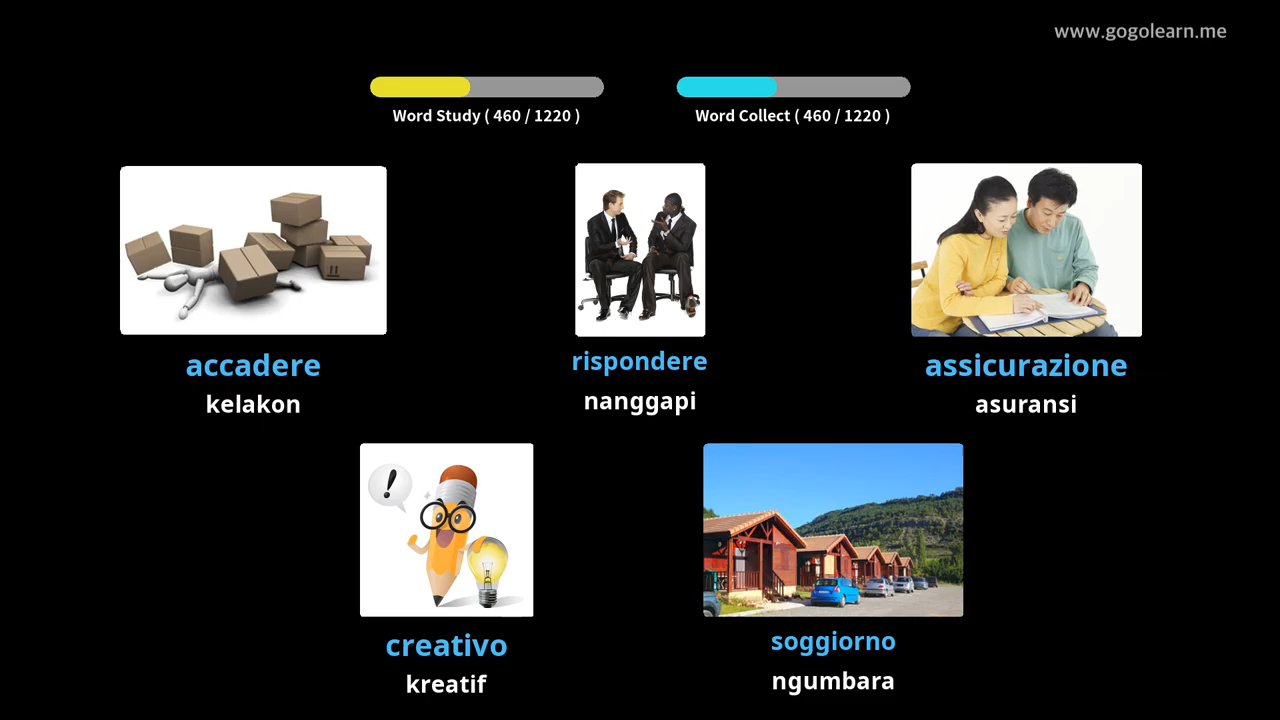 www.gogolearn.me
Word Study ( 460 / 1220 )
Word Collect ( 460 / 1220 )
accadere
kelakon
rispondere
nanggapi
assicurazione
asuransi
!
creativo
kreatif
soggiorno
ngumbara